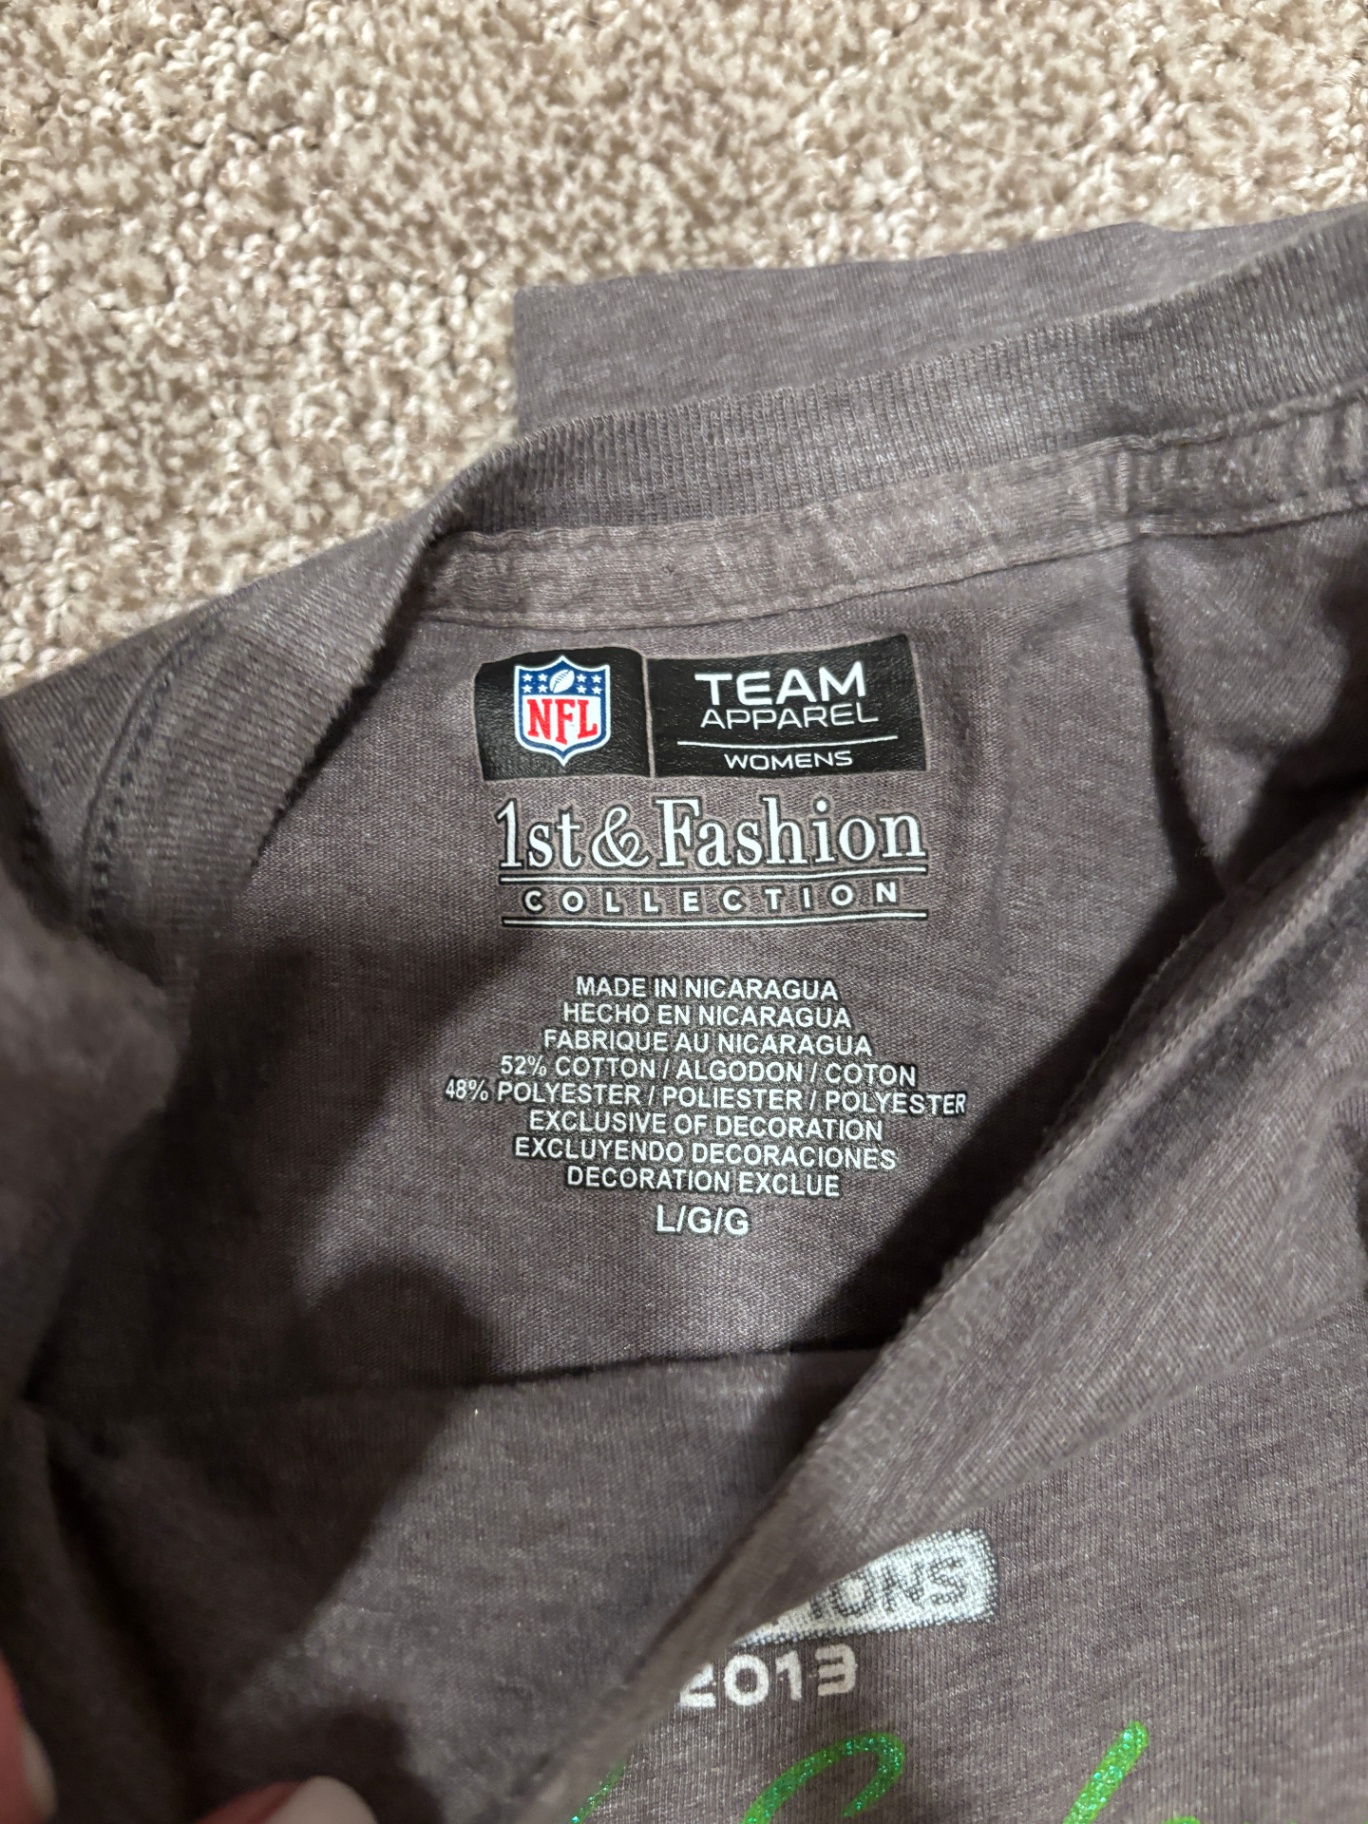 NFL
TEAM
APPAREL
WOMENS
1st & Fashion
COLLECTION
MADE IN NICARAGUA
HECHO EN NICARAGUA
FABRIQUE AU NICARAGUA
52% COTTON / ALGODON / COTON
48% POLYESTER / POLIESTER / POLYESTER
EXCLUSIVE OF DECORATION
EXCLUYENDO DECORACIONES
DECORATION EXCLUE
L/G/G
2013